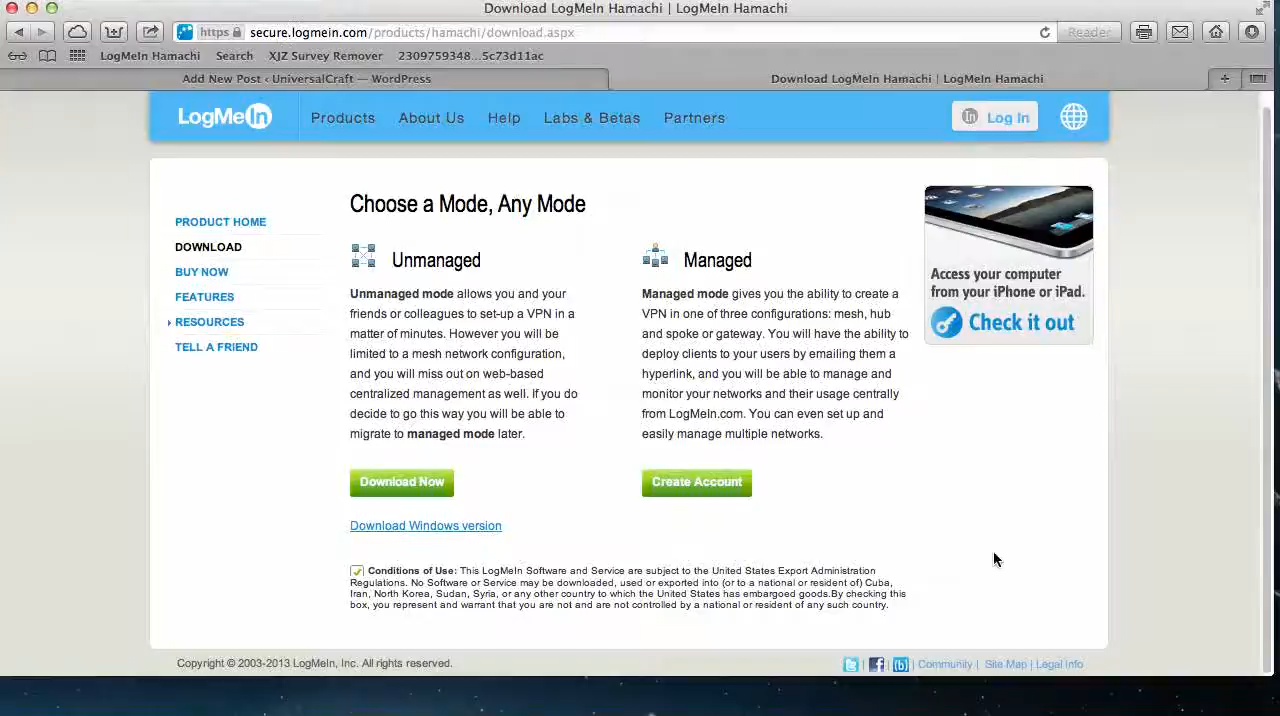 Download LogMeIn Hamachi | LogMeIn Hamachi
https secure.logmein.com/products/hamachi/download.aspx Reader
LogMeIn Hamachi Search XJZ Survey Remover 2309759348...5c73d11ac
Add New Post ‹ UniversalCraft — WordPress Download LogMeIn Hamachi | LogMeIn Hamachi
LogMeIn Products About Us Help Labs & Betas Partners in Log In
PRODUCT HOME
DOWNLOAD
BUY NOW
FEATURES
RESOURCES
TELL A FRIEND
Choose a Mode, Any Mode
Unmanaged
Unmanaged mode allows you and your
friends or colleagues to set-up a VPN in a
matter of minutes. However you will be
limited to a mesh network configuration,
and you will miss out on web-based
centralized management as well. If you do
decide to go this way you will be able to
migrate to managed mode later.
Download Now
Download Windows version
Managed
Managed mode gives you the ability to create a
VPN in one of three configurations: mesh, hub
and spoke or gateway. You will have the ability to
deploy clients to your users by emailing them a
hyperlink, and you will be able to manage and
monitor your networks and their usage centrally
from LogMeIn.com. You can even set up and
easily manage multiple networks.
Create Account
Access your computer
from your iPhone or iPad.
Check it out
Conditions of Use: This LogMeIn Software and Service are subject to the United States Export Administration
Regulations. No Software or Service may be downloaded, used or exported into (or to a national or resident of) Cuba,
Iran, North Korea, Sudan, Syria, or any other country to which the United States has embargoed goods.By checking this
box, you represent and warrant that you are not and are not controlled by a national or resident of any such country.
Copyright © 2003-2013 LogMeIn, Inc. All rights reserved. | f | (b) | Community | Site Map | Legal Info